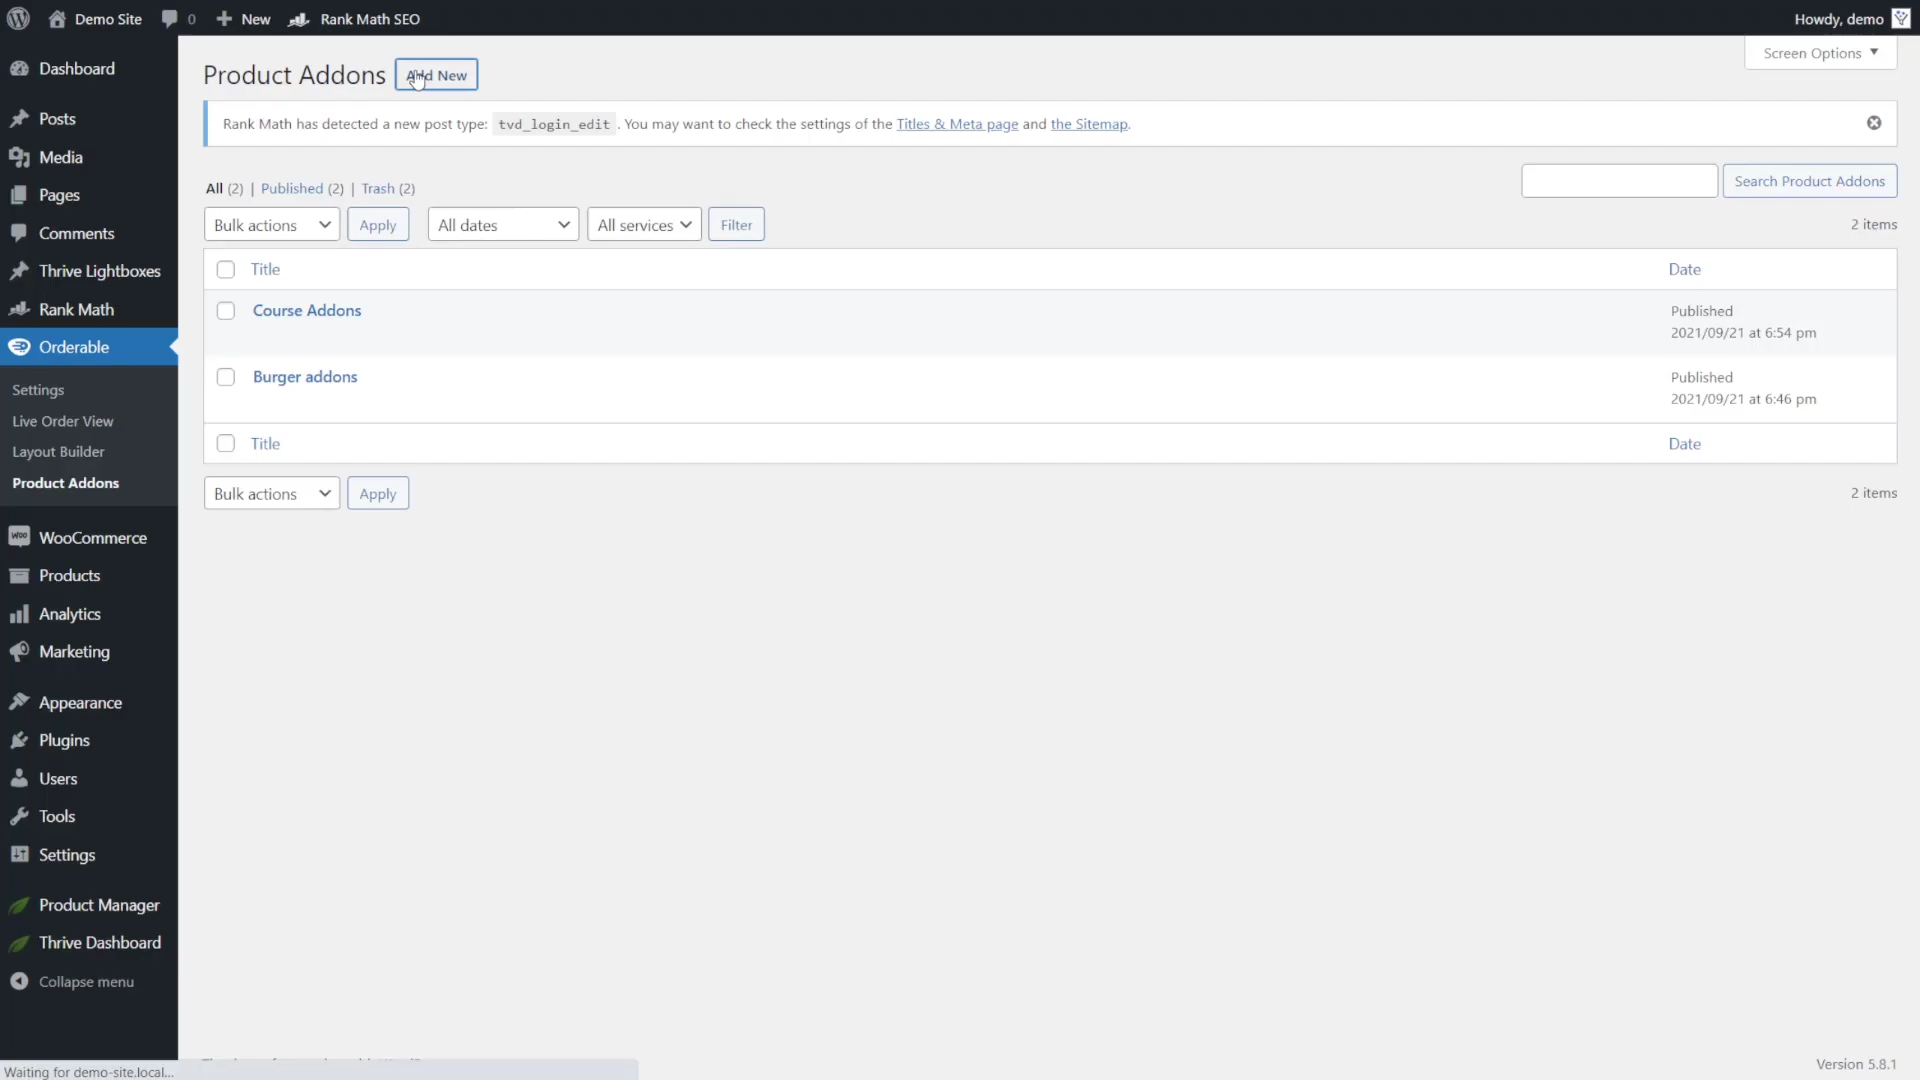 Demo Site 0 New Rank Math SEO Howdy, demo
Screen Options
Dashboard
Posts
Media
Pages
Comments
Thrive Lightboxes
Rank Math
Orderable
Settings
Live Order View
Layout Builder
Product Addons
WooCommerce
Products
Analytics
Marketing
Appearance
Plugins
Users
Tools
Settings
Product Manager
Thrive Dashboard
Collapse menu
Product Addons Add New
Rank Math has detected a new post type: tvd_login_edit . You may want to check the settings of the Titles & Meta page and the Sitemap.
All (2) | Published (2) | Trash (2)
Search Product Addons
Bulk actions Apply All dates All services Filter 2 items
Title Date
Course Addons Published
2021/09/21 at 6:54 pm
Burger addons Published
2021/09/21 at 6:46 pm
Title Date
Bulk actions Apply 2 items
Waiting for demo-site.local...
Version 5.8.1